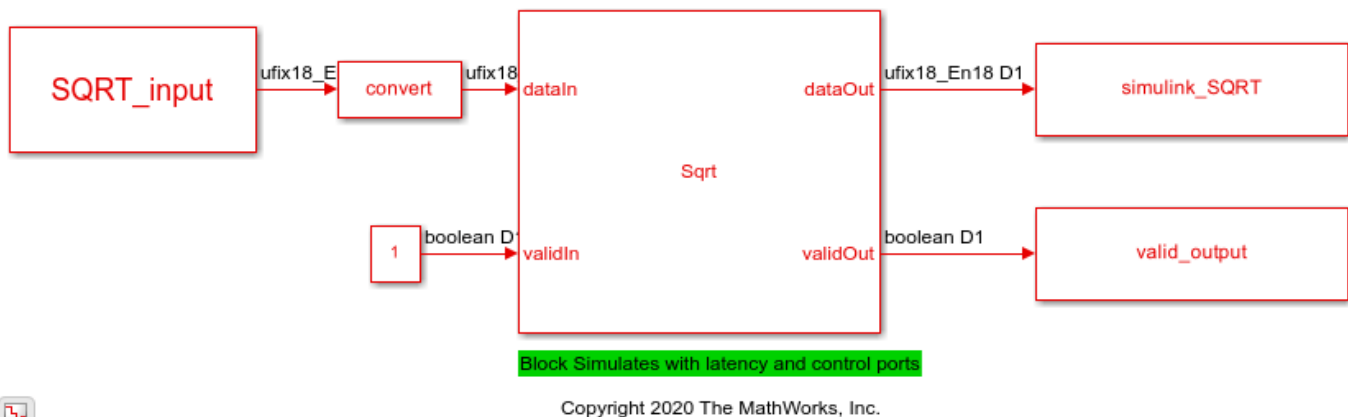 SQRT_input
ufix18_E
convert
ufix18
dataIn
dataOut
ufix18_En18 D1
simulink_SQRT
Sqrt
1
boolean D1
validIn
validOut
boolean D1
valid_output
Block Simulates with latency and control ports
Copyright 2020 The MathWorks, Inc.